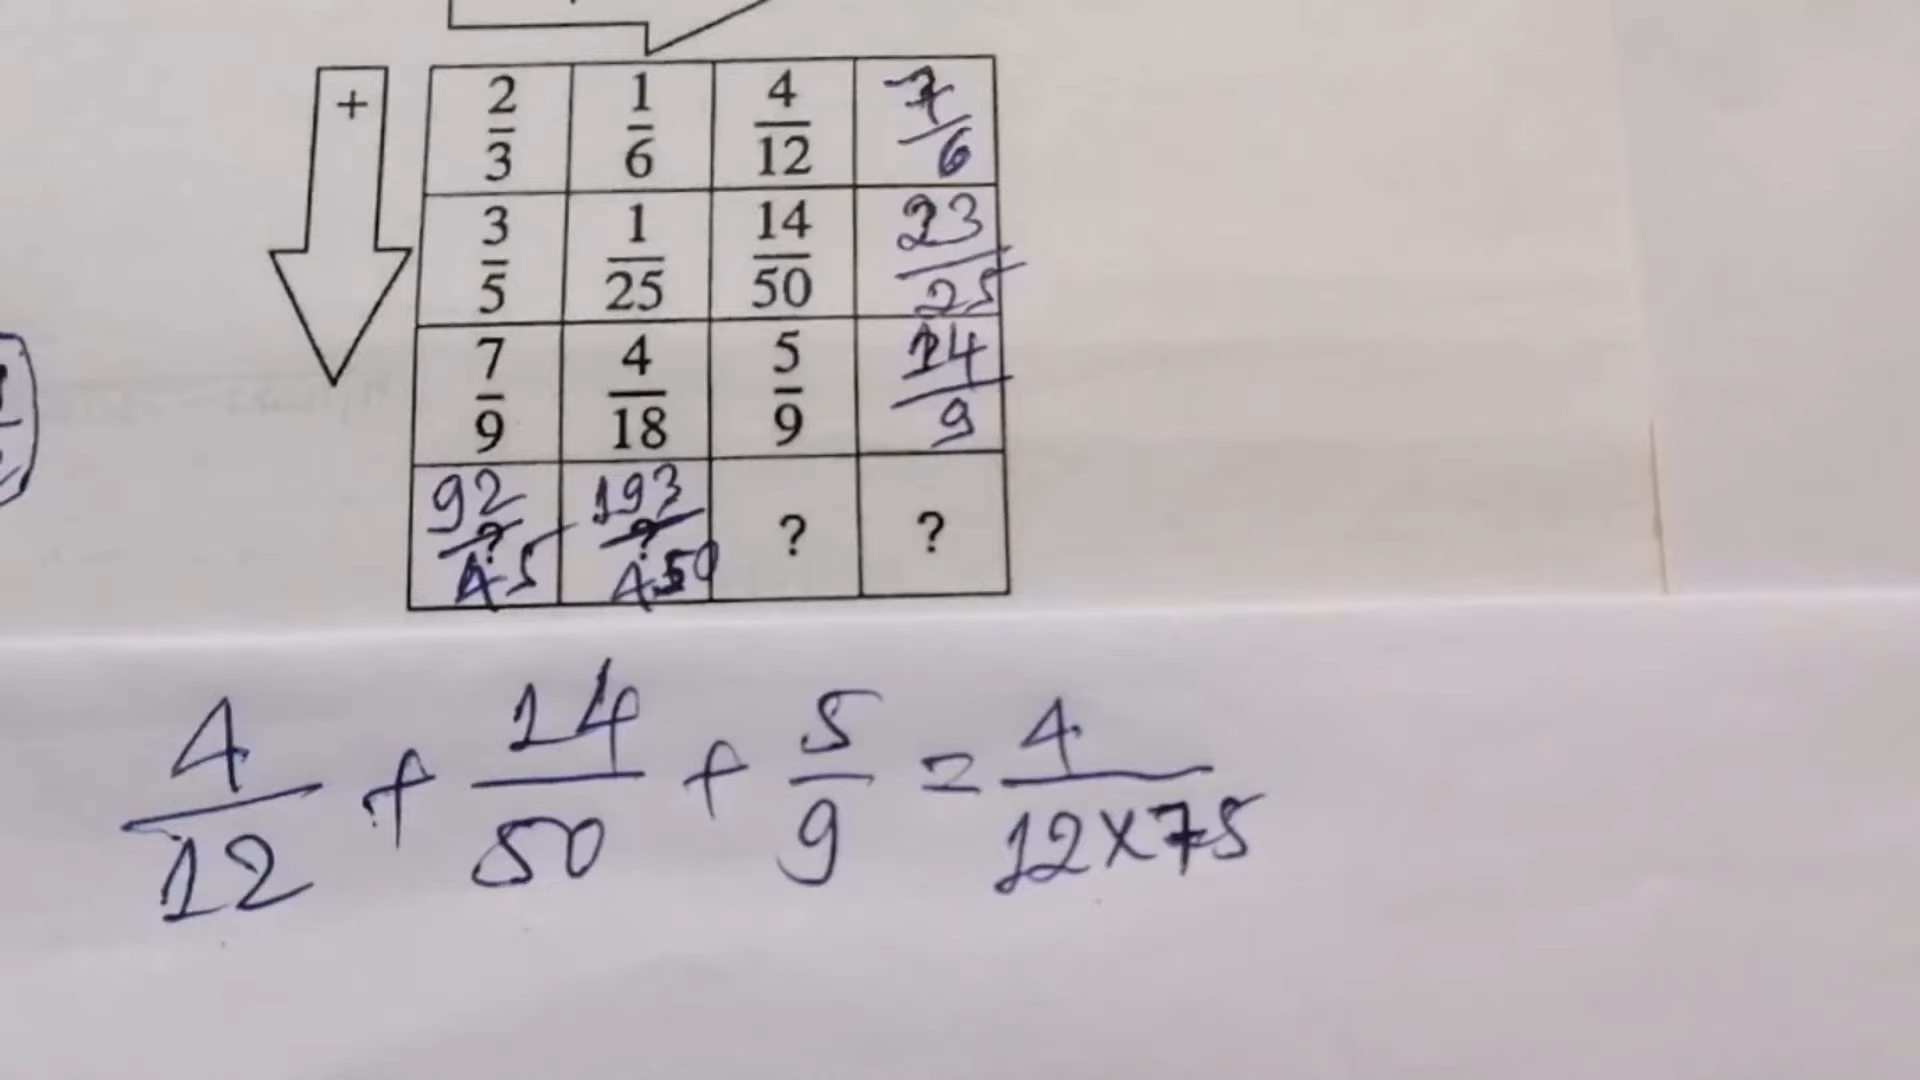 +
2/3 1/6 4/12 7/6
3/5 1/25 14/50 23/25
7/9 4/18 5/9 14/9
92/45 193/450 ? ?
4/12 + 14/50 + 5/9 = 4/12×75